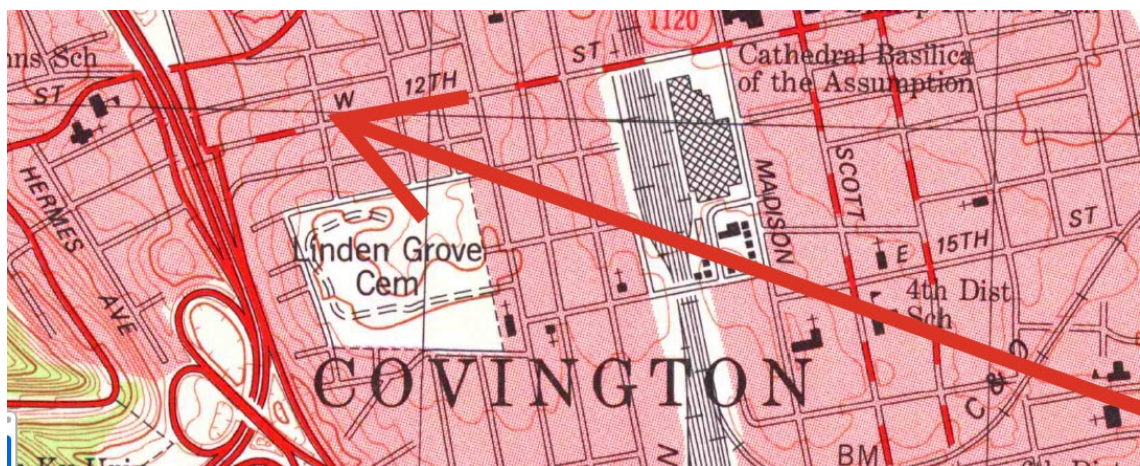 1120
Cathedral Basilica
of the Assumption
ns Sch
ST
W 12TH ST
HERMES
AVE
Linden Grove
Cem
MADISON
SCOTT
E 15TH ST
4th Dist
Sch
COVINGTON
C & O
BM